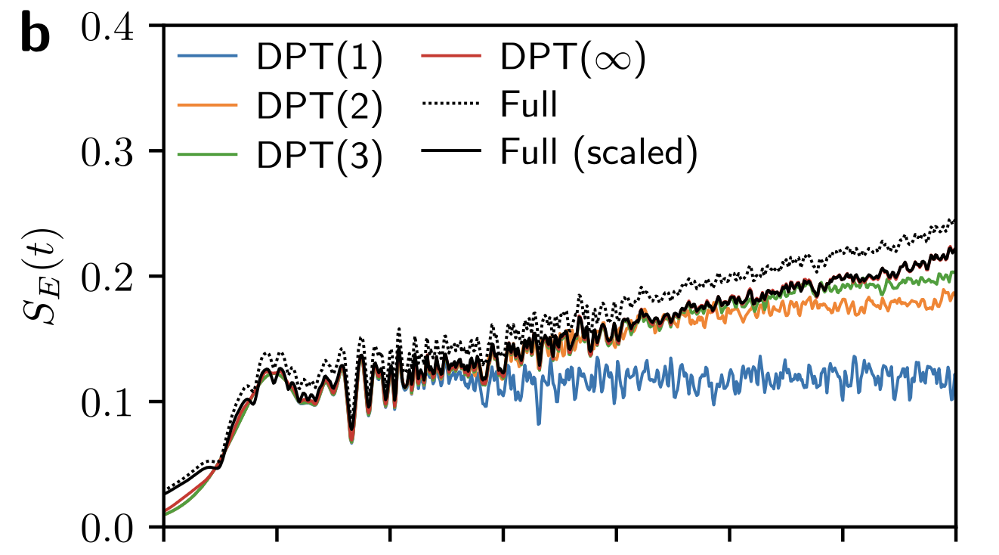 b
0.4
DPT(1) DPT(∞)
DPT(2) Full
DPT(3) Full (scaled)
0.3
0.2
0.1
0.0
S_E(t)